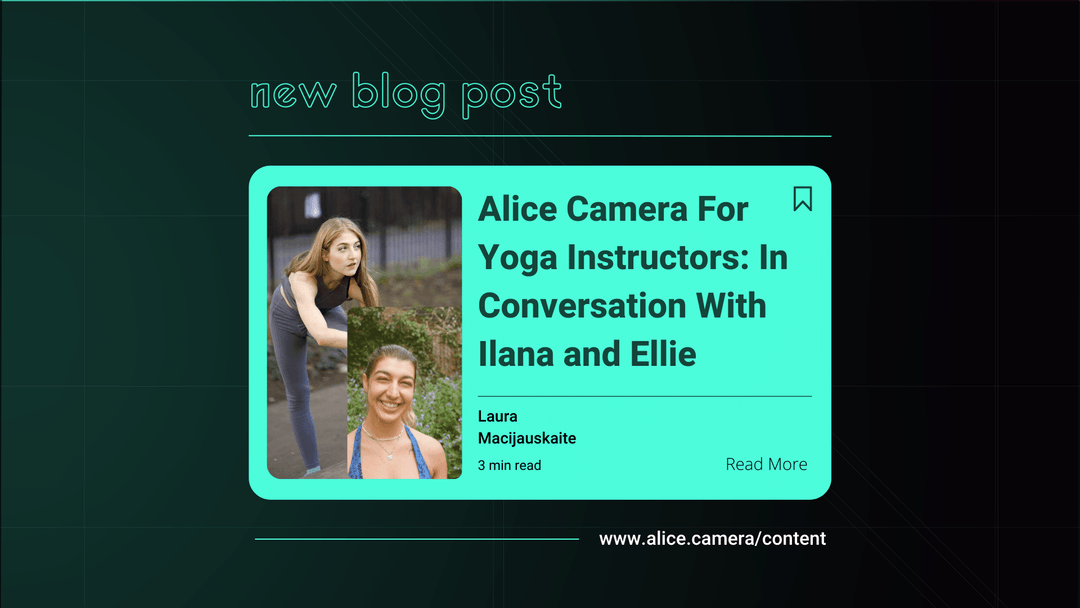 new blog post
Alice Camera For
Yoga Instructors: In
Conversation With
Ilana and Ellie
Laura
Macijauskaite
3 min read
Read More
www.alice.camera/content